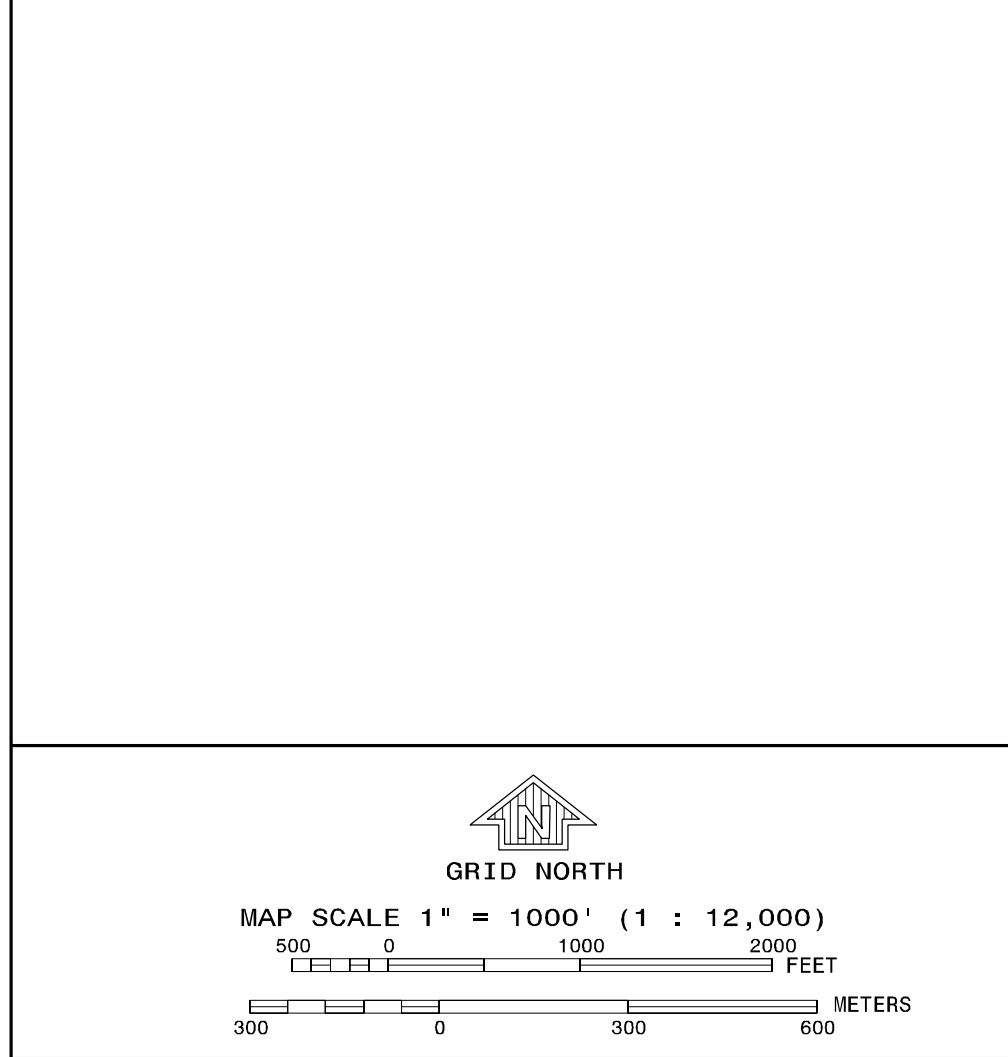 N
GRID NORTH
MAP SCALE 1" = 1000' (1 : 12,000)
500 0 1000 2000
FEET
METERS
300 0 300 600